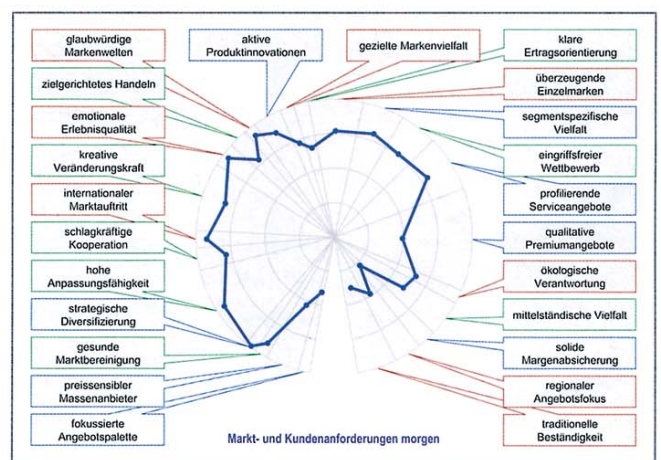 glaubwürdige
Markenwelten
aktive
Produktinnovationen
gezielte Markenvielfalt
klare
Ertragsorientierung
zielgerichtetes Handeln
überzeugende
Einzelmarken
emotionale
Erlebnisqualität
segmentspezifische
Vielfalt
kreative
Veränderungskraft
eingriffsfreier
Wettbewerb
internationaler
Marktauftritt
profilierende
Serviceangebote
schlagkräftige
Kooperation
qualitative
Premiumangebote
hohe
Anpassungsfähigkeit
ökologische
Verantwortung
strategische
Diversifizierung
mittelständische Vielfalt
gesunde
Marktbereinigung
solide
Margenabsicherung
preissensibler
Massenanbieter
regionaler
Angebotsfokus
fokussierte
Angebotspalette
traditionelle
Beständigkeit
Markt- und Kundenanforderungen morgen